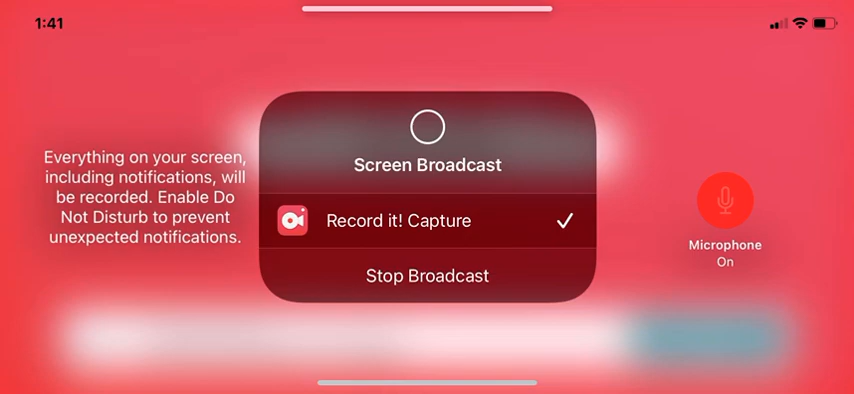 1:41
Everything on your screen,
including notifications, will
be recorded. Enable Do
Not Disturb to prevent
unexpected notifications.
Screen Broadcast
Record it! Capture
Stop Broadcast
Microphone
On